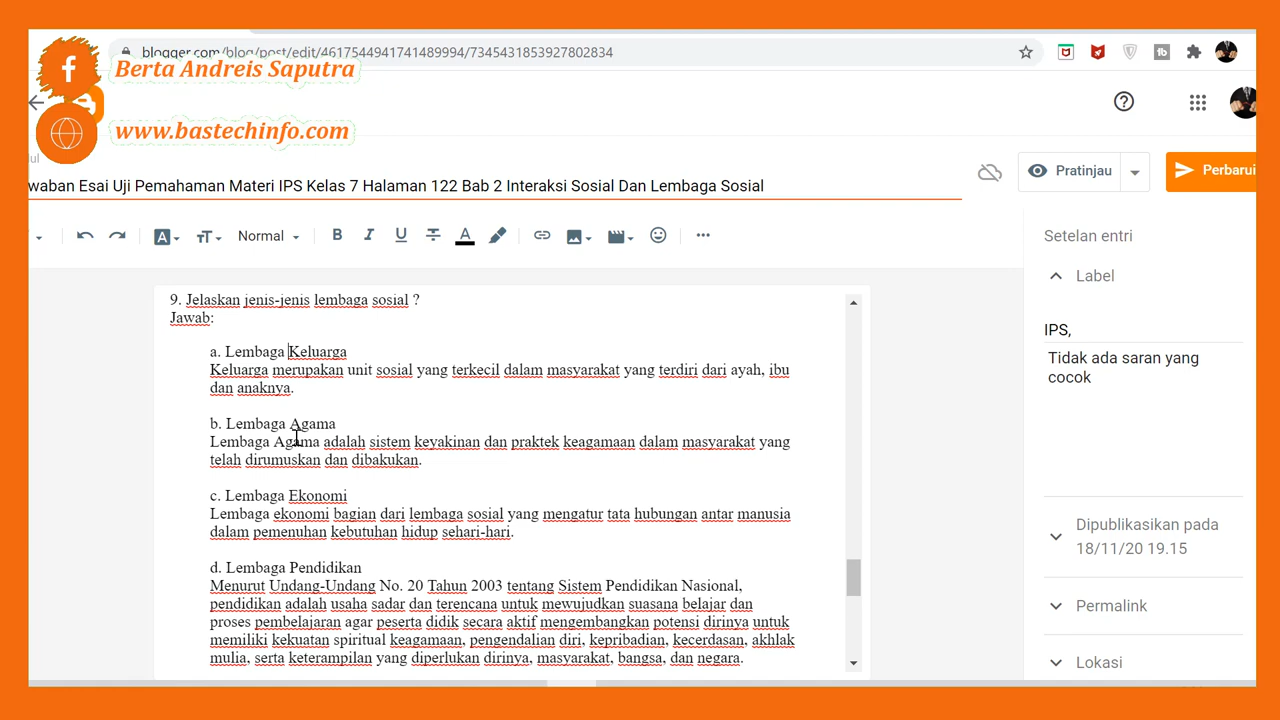 blogger.com/blog/post/edit/4617544941741489994/7345431853927802834
Berta Andreis Saputra
www.bastechinfo.com
ul
waban Esai Uji Pemahaman Materi IPS Kelas 7 Halaman 122 Bab 2 Interaksi Sosial Dan Lembaga Sosial
Pratinjau
Perbarui
Normal
Setelan entri
Label
IPS,
Tidak ada saran yang
cocok
Dipublikasikan pada
18/11/20 19.15
Permalink
Lokasi
9. Jelaskan jenis-jenis lembaga sosial ?
Jawab:
a. Lembaga Keluarga
Keluarga merupakan unit sosial yang terkecil dalam masyarakat yang terdiri dari ayah, ibu
dan anaknya.
b. Lembaga Agama
Lembaga Agama adalah sistem keyakinan dan praktek keagamaan dalam masyarakat yang
telah dirumuskan dan dibakukan.
c. Lembaga Ekonomi
Lembaga ekonomi bagian dari lembaga sosial yang mengatur tata hubungan antar manusia
dalam pemenuhan kebutuhan hidup sehari-hari.
d. Lembaga Pendidikan
Menurut Undang-Undang No. 20 Tahun 2003 tentang Sistem Pendidikan Nasional,
pendidikan adalah usaha sadar dan terencana untuk mewujudkan suasana belajar dan
proses pembelajaran agar peserta didik secara aktif mengembangkan potensi dirinya untuk
memiliki kekuatan spiritual keagamaan, pengendalian diri, kepribadian, kecerdasan, akhlak
mulia, serta keterampilan yang diperlukan dirinya, masyarakat, bangsa, dan negara.